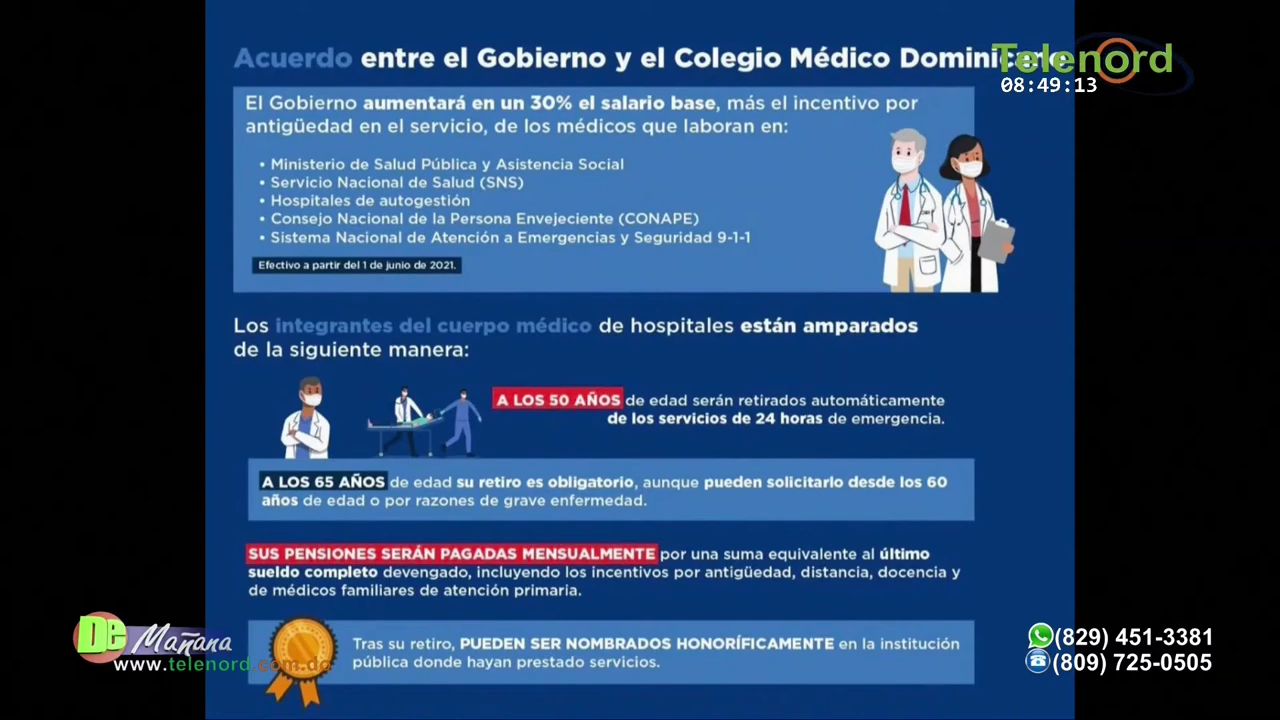 Acuerdo entre el Gobierno y el Colegio Médico Dominicano
Telenord
08:49:13
El Gobierno aumentará en un 30% el salario base, más el incentivo por
antigüedad en el servicio, de los médicos que laboran en:
• Ministerio de Salud Pública y Asistencia Social
• Servicio Nacional de Salud (SNS)
• Hospitales de autogestión
• Consejo Nacional de la Persona Envejeciente (CONAPE)
• Sistema Nacional de Atención a Emergencias y Seguridad 9-1-1
Efectivo a partir del 1 de junio de 2021.
Los integrantes del cuerpo médico de hospitales están amparados
de la siguiente manera:
A LOS 50 AÑOS de edad serán retirados automáticamente
de los servicios de 24 horas de emergencia.
A LOS 65 AÑOS de edad su retiro es obligatorio, aunque pueden solicitarlo desde los 60
años de edad o por razones de grave enfermedad.
SUS PENSIONES SERÁN PAGADAS MENSUALMENTE por una suma equivalente al último
sueldo completo devengado, incluyendo los incentivos por antigüedad, distancia, docencia y
de médicos familiares de atención primaria.
Tras su retiro, PUEDEN SER NOMBRADOS HONORÍFICAMENTE en la institución
pública donde hayan prestado servicios.
De Mañana
www.telenord.com.do
(829) 451-3381
(809) 725-0505